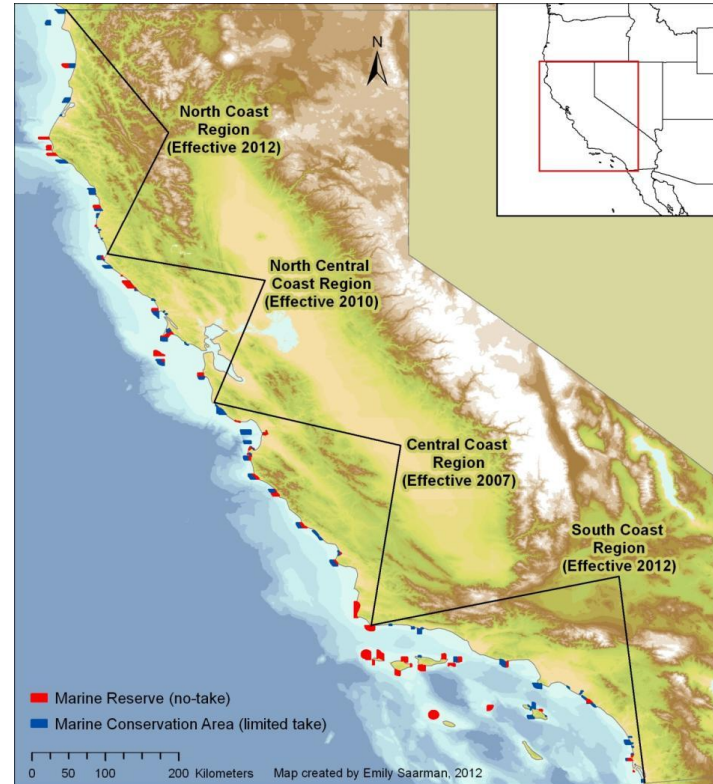 N
North Coast
Region
(Effective 2012)
North Central
Coast Region
(Effective 2010)
Central Coast
Region
(Effective 2007)
South Coast
Region
(Effective 2012)
Marine Reserve (no-take)
Marine Conservation Area (limited take)
0 50 100 200 Kilometers Map created by Emily Saarman, 2012